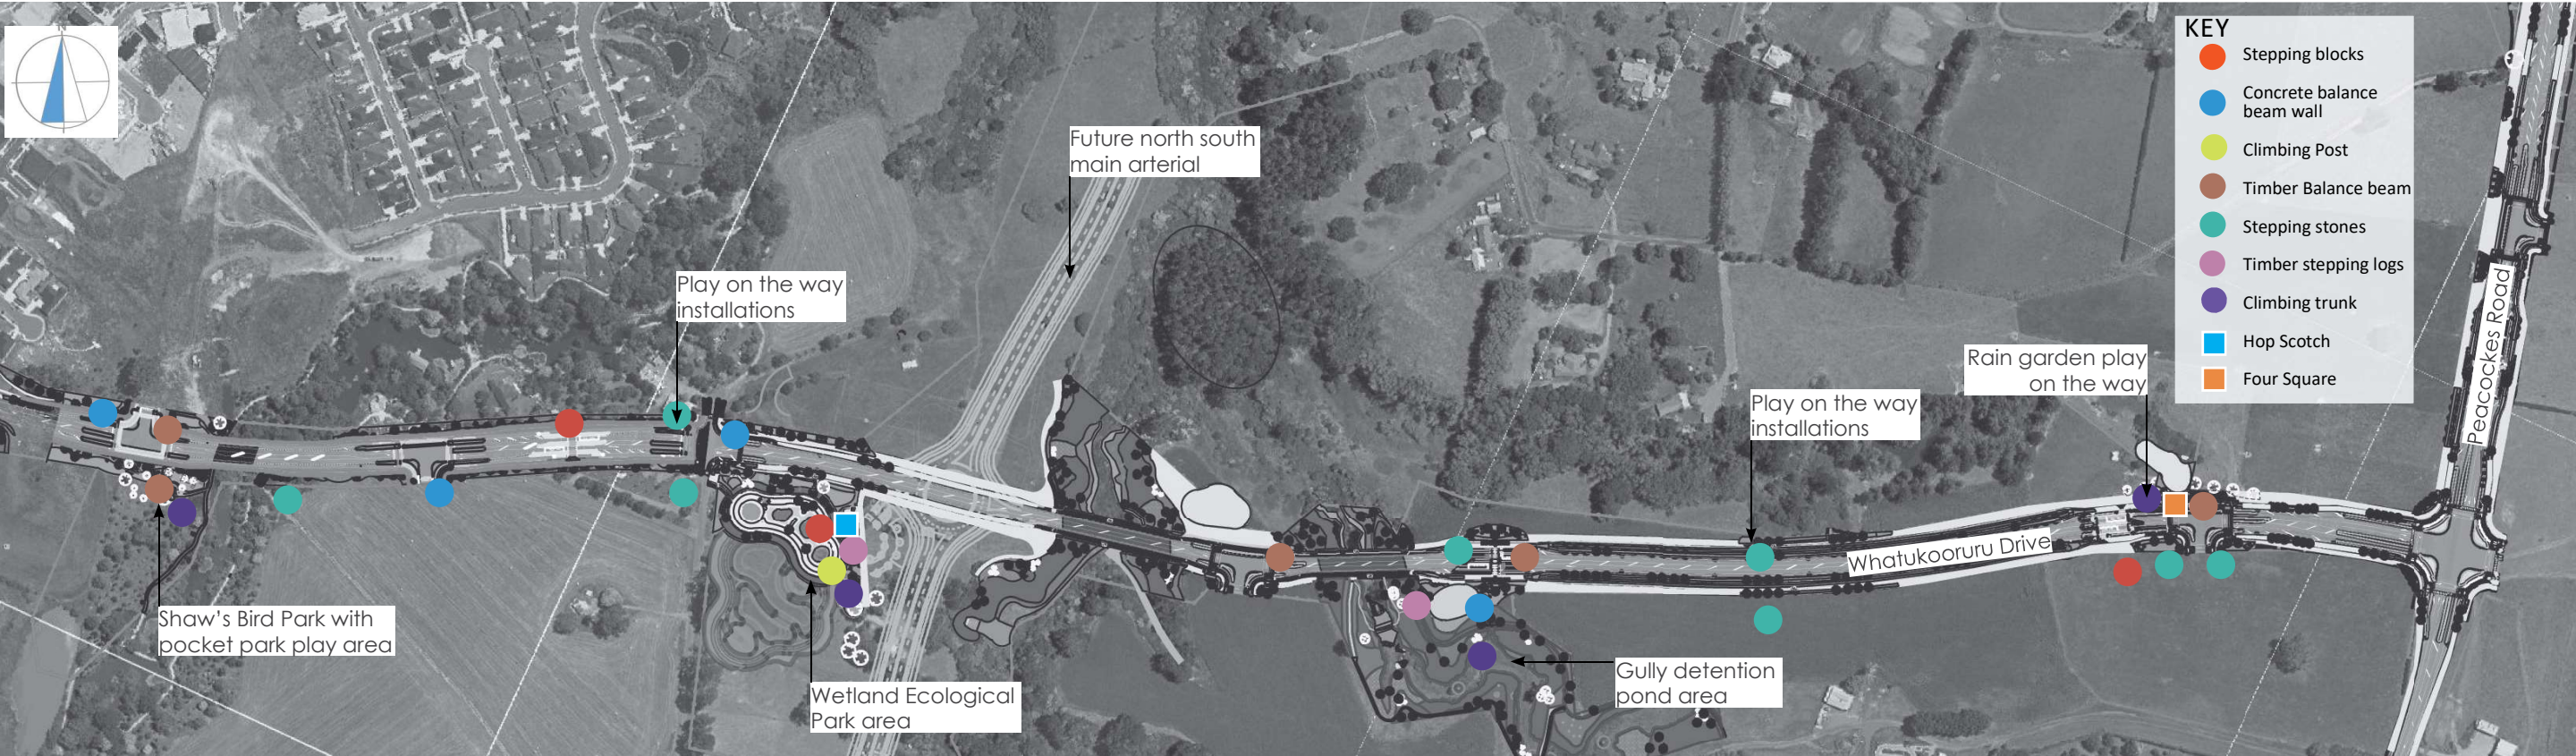 N
KEY
Stepping blocks
Concrete balance
beam wall
Climbing Post
Timber Balance beam
Stepping stones
Timber stepping logs
Climbing trunk
Hop Scotch
Four Square
Future north south
main arterial
Play on the way
installations
Rain garden play
on the way
Play on the way
installations
Peacockes Road
Whatukooruru Drive
Shaw's Bird Park with
pocket park play area
Wetland Ecological
Park area
Gully detention
pond area